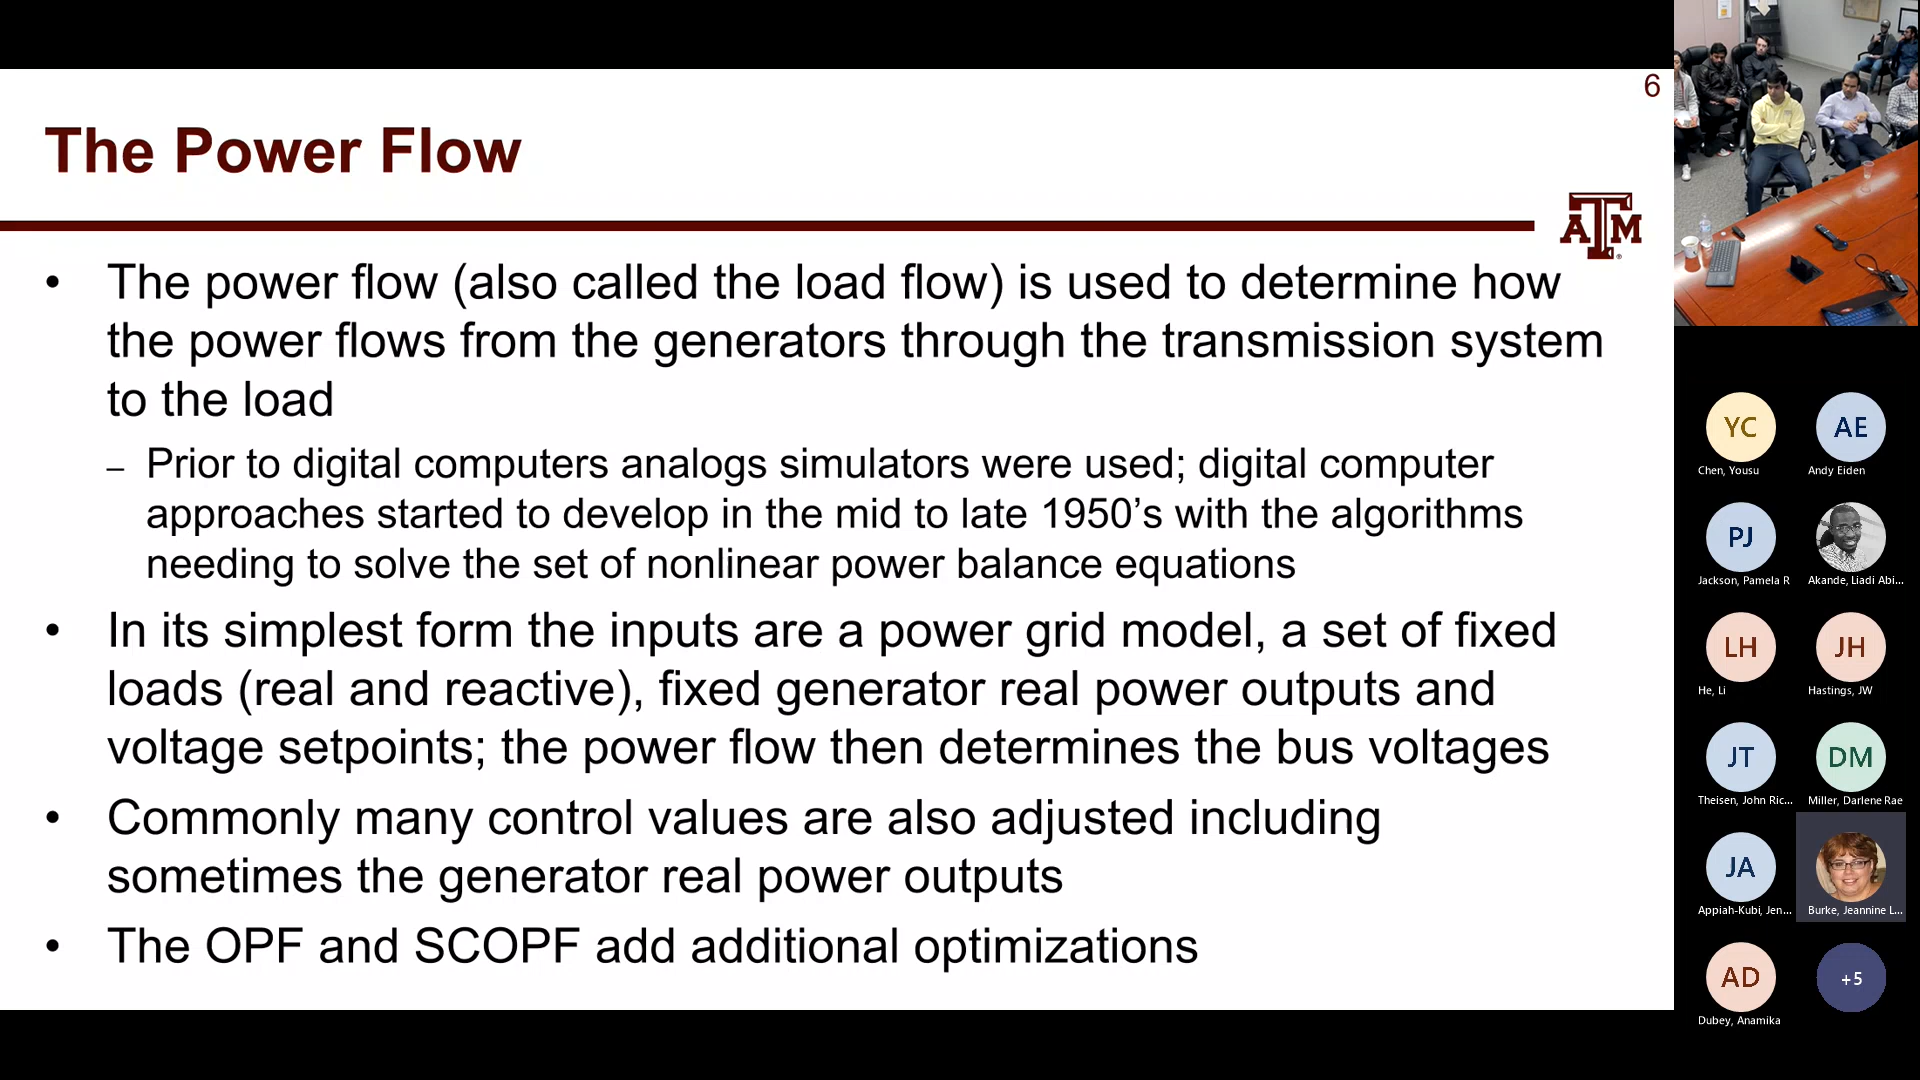 6
The Power Flow
ATM
• The power flow (also called the load flow) is used to determine how
the power flows from the generators through the transmission system
to the load
– Prior to digital computers analogs simulators were used; digital computer
approaches started to develop in the mid to late 1950’s with the algorithms
needing to solve the set of nonlinear power balance equations
• In its simplest form the inputs are a power grid model, a set of fixed
loads (real and reactive), fixed generator real power outputs and
voltage setpoints; the power flow then determines the bus voltages
• Commonly many control values are also adjusted including
sometimes the generator real power outputs
• The OPF and SCOPF add additional optimizations
YC
AE
Chen, Yousu
Andy Eiden
PJ
Jackson, Pamela R
Akande, Liadi Abi...
LH
JH
He, Li
Hastings, JW
JT
DM
Theisen, John Ric...
Miller, Darlene Rae
JA
Appiah-Kubi, Jen...
Burke, Jeannine L...
AD
+5
Dubey, Anamika